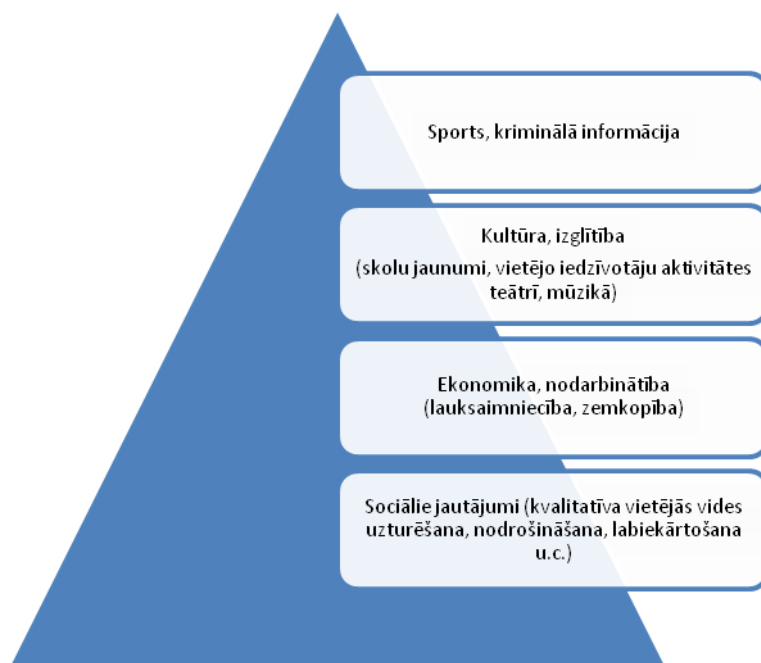 Sports, kriminālā informācija
Kultūra, izglītība
(skolu jaunumi, vietējo iedzīvotāju aktivitātes
teātrī, mūzikā)
Ekonomika, nodarbinātība
(lauksaimniecība, zemkopība)
Sociālie jautājumi (kvalitatīva vietējās vides
uzturēšana, nodrošināšana, labiekārtošana
u.c.)